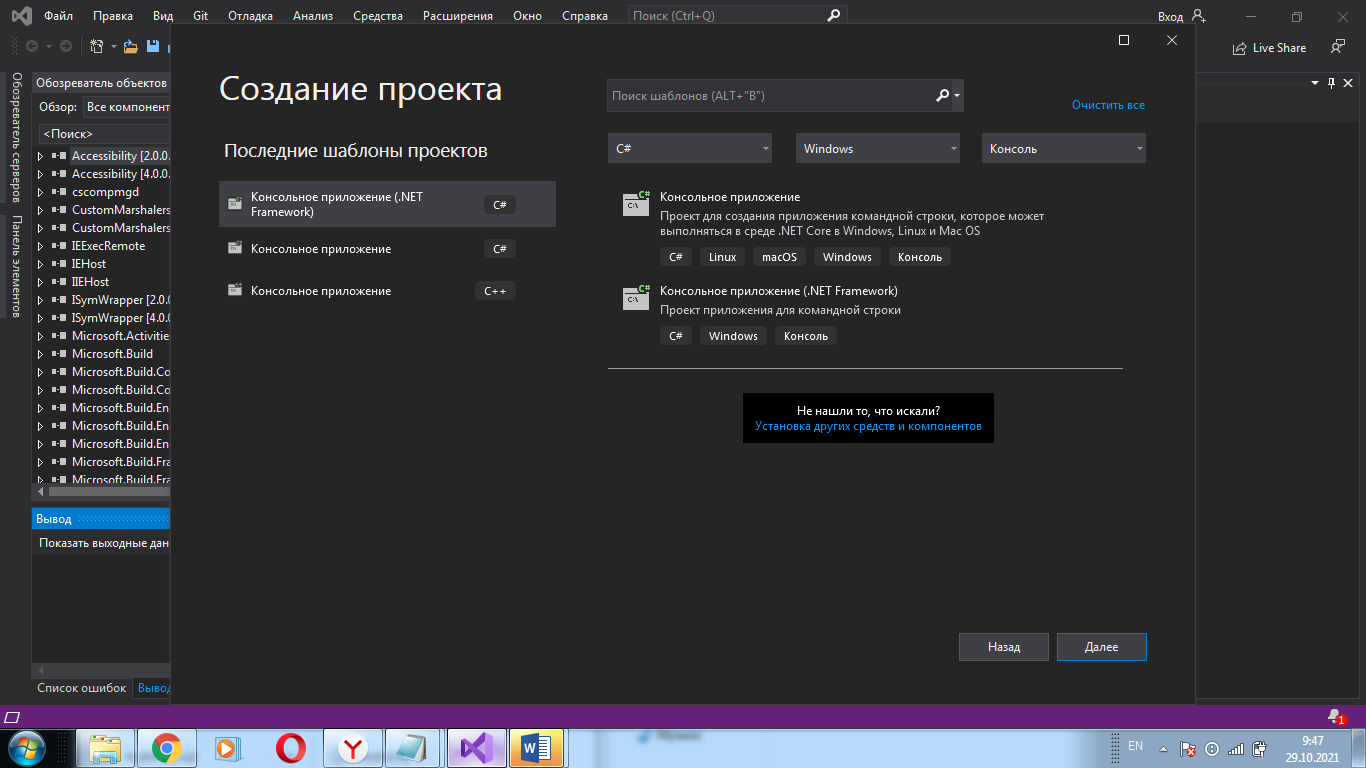 Файл Правка Вид Git Отладка Анализ Средства Расширения Окно Справка Поиск (Ctrl+Q) Вход
Live Share
Обозреватель серверов
Панель элементов
Обозреватель объектов
Обзор: Все компонент
<Поиск>
Accessibility [2.0.0.
Accessibility [4.0.0.
cscompmgd
CustomMarshalers
CustomMarshalers
IEExecRemote
IEHost
IIEHost
ISymWrapper [2.0.0
ISymWrapper [4.0.0
Microsoft.Activitie
Microsoft.Build
Microsoft.Build.Co
Microsoft.Build.Co
Microsoft.Build.En
Microsoft.Build.En
Microsoft.Build.En
Microsoft.Build.Fra
Microsoft.Build.Fra
Вывод
Показать выходные дан
Список ошибок Вывод
Создание проекта
Последние шаблоны проектов
Консольное приложение (.NET
Framework)
C#
Консольное приложение C#
Консольное приложение C++
Поиск шаблонов (ALT+"B")
Очистить все
C# Windows Консоль
Консольное приложение
Проект для создания приложения командной строки, которое может
выполняться в среде .NET Core в Windows, Linux и Mac OS
C# Linux macOS Windows Консоль
Консольное приложение (.NET Framework)
Проект приложения для командной строки
C# Windows Консоль
Не нашли то, что искали?
Установка других средств и компонентов
Назад Далее
1
EN
9:47
29.10.2021